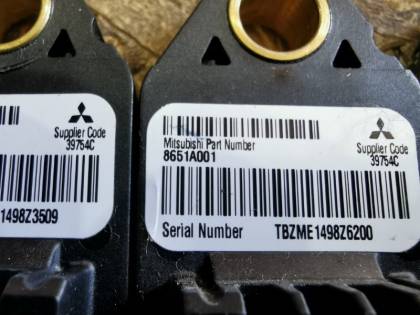 Supplier Code
39754C
1498Z3509
Mitsubishi Part Number
8651A001
Supplier Code
39754C
Serial Number TBZME1498Z6200